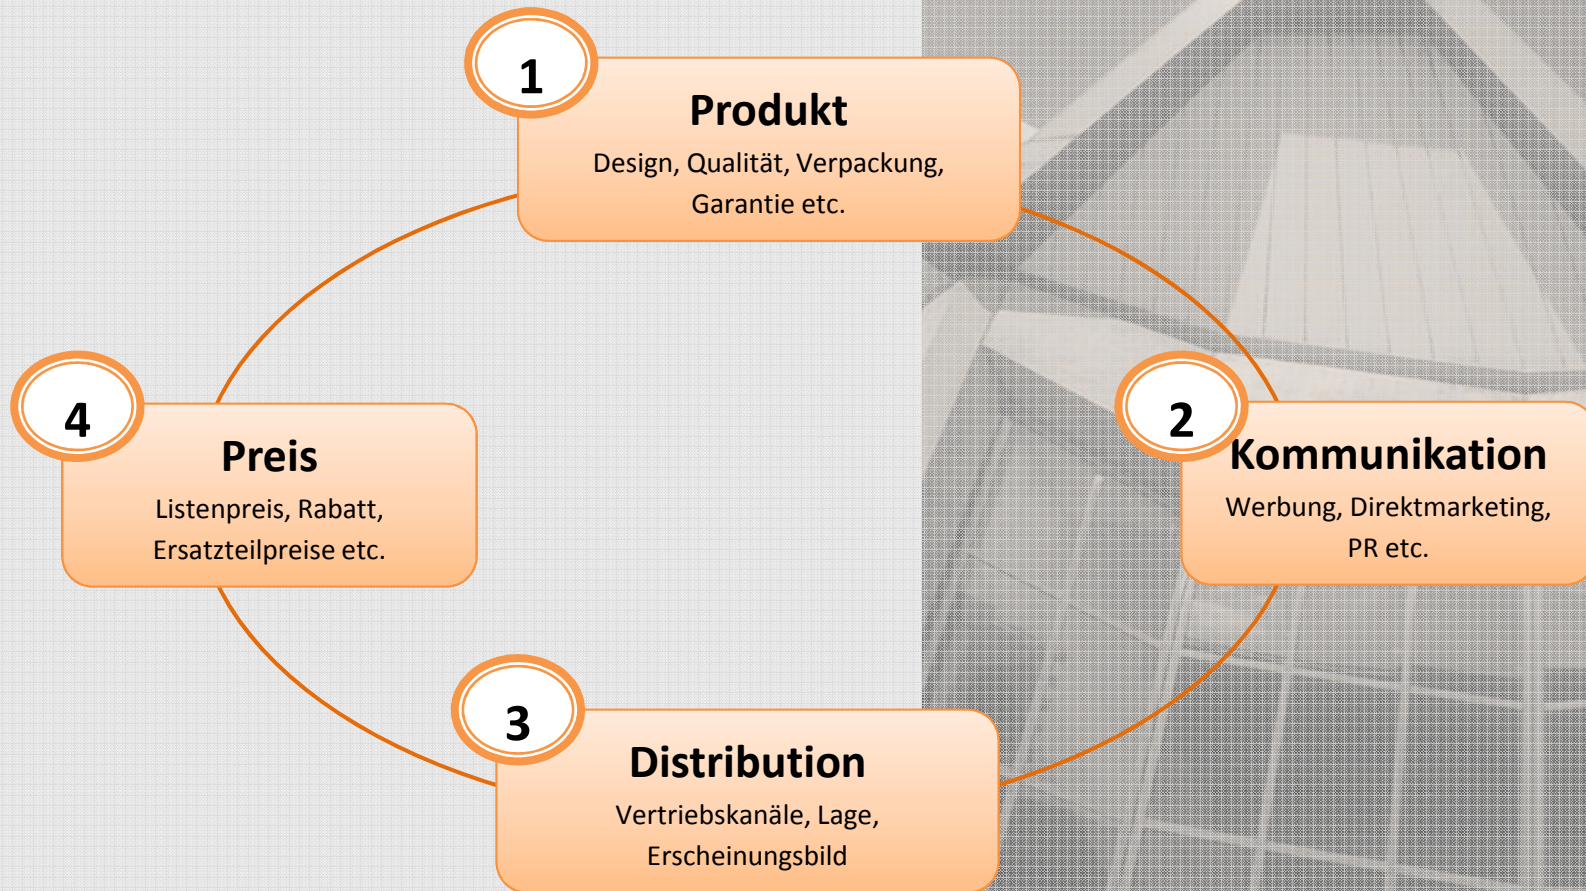 1
Produkt
Design, Qualität, Verpackung,
Garantie etc.
2
Kommunikation
Werbung, Direktmarketing,
PR etc.
3
Distribution
Vertriebskanäle, Lage,
Erscheinungsbild
4
Preis
Listenpreis, Rabatt,
Ersatzteilpreise etc.